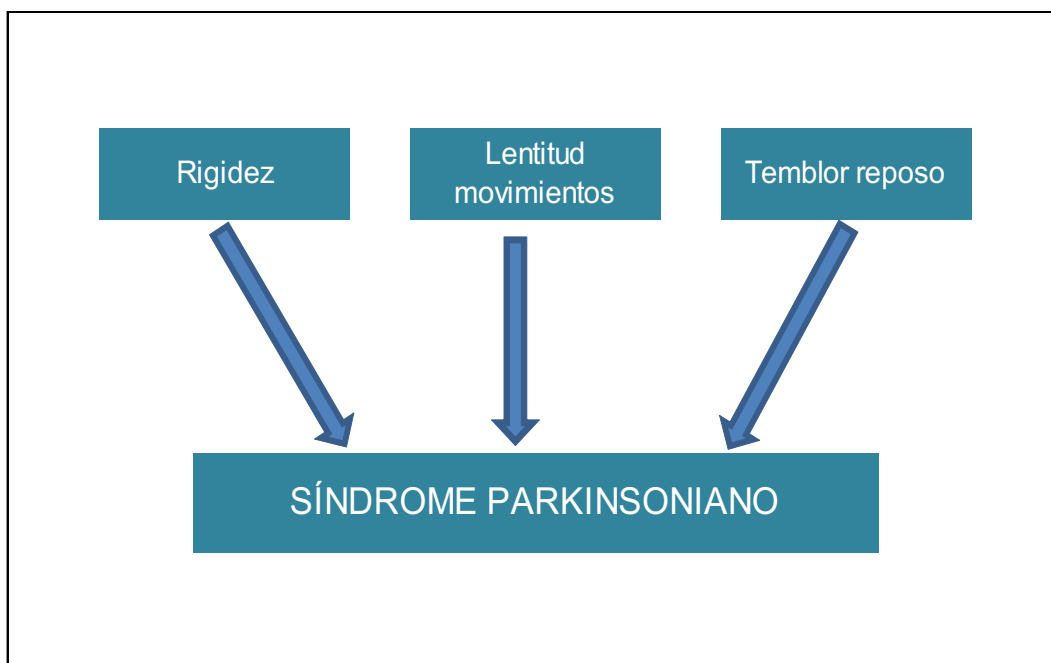 Rigidez
Lentitud
movimientos
Temblor reposo
SÍNDROME PARKINSONIANO